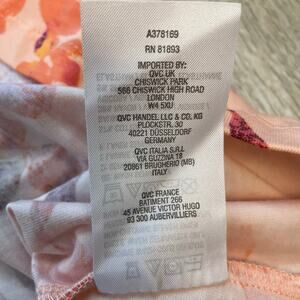 A378169
RN 81893
IMPORTED BY:
QVC UK
CHISWICK PARK
566 CHISWICK HIGH ROAD
LONDON
W4 5XU
QVC HANDEL LLC & CO. KG
PLOCKSTR. 30
40221 DÜSSELDORF
GERMANY
QVC ITALIA S.R.L
VIA GUZZINA 18
20861 BRUGHERIO (MB)
ITALY
QVC FRANCE
BATIMENT 266
45 AVENUE VICTOR HUGO
93 300 AUBERVILLIERS